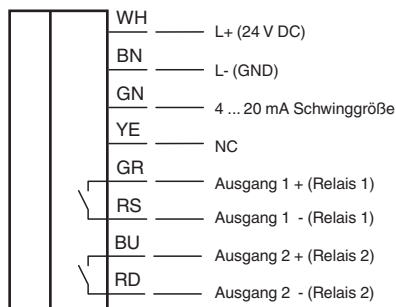 WH L+ (24 V DC)
BN L- (GND)
GN 4 ... 20 mA Schwinggröße
YE NC
GR Ausgang 1 + (Relais 1)
RS Ausgang 1 - (Relais 1)
BU Ausgang 2 + (Relais 2)
RD Ausgang 2 - (Relais 2)